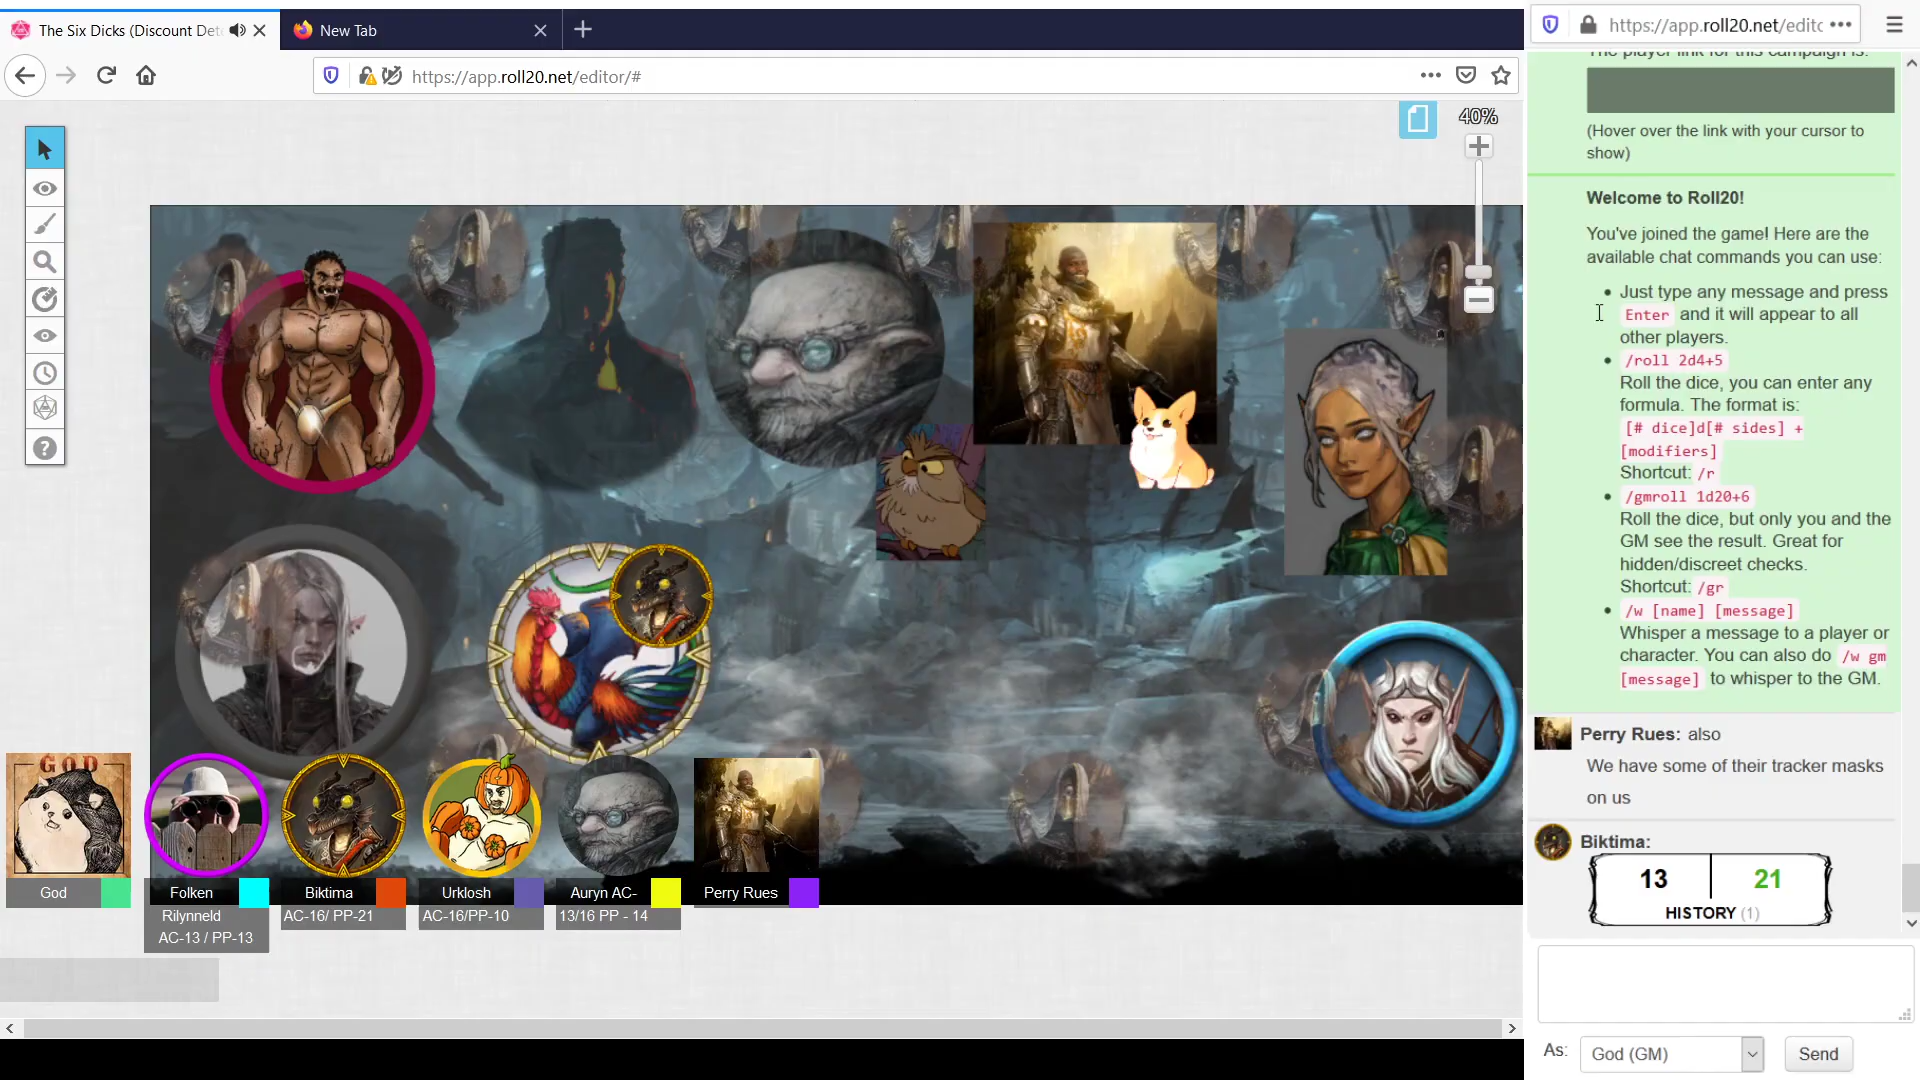 The Six Dicks (Discount Det
New Tab
https://app.roll20.net/editor/#
https://app.roll20.net/editc
40%
The player link for this campaign is:
(Hover over the link with your cursor to
show)
Welcome to Roll20!
You've joined the game! Here are the
available chat commands you can use:
Just type any message and press
Enter and it will appear to all
other players.
/roll 2d4+5
Roll the dice, you can enter any
formula. The format is:
[# dice]d[# sides] +
[modifiers]
Shortcut: /r
/gmroll 1d20+6
Roll the dice, but only you and the
GM see the result. Great for
hidden/discreet checks.
Shortcut: /gr
/w [name] [message]
Whisper a message to a player or
character. You can also do /w gm
[message] to whisper to the GM.
Perry Rues: also
We have some of their tracker masks
on us
Biktima:
13 21
HISTORY (1)
As: God (GM) Send
GOD
God
Folken
Rilynneld
AC-13 / PP-13
Biktima
AC-16/ PP-21
Urklosh
AC-16/PP-10
Auryn AC-
13/16 PP - 14
Perry Rues